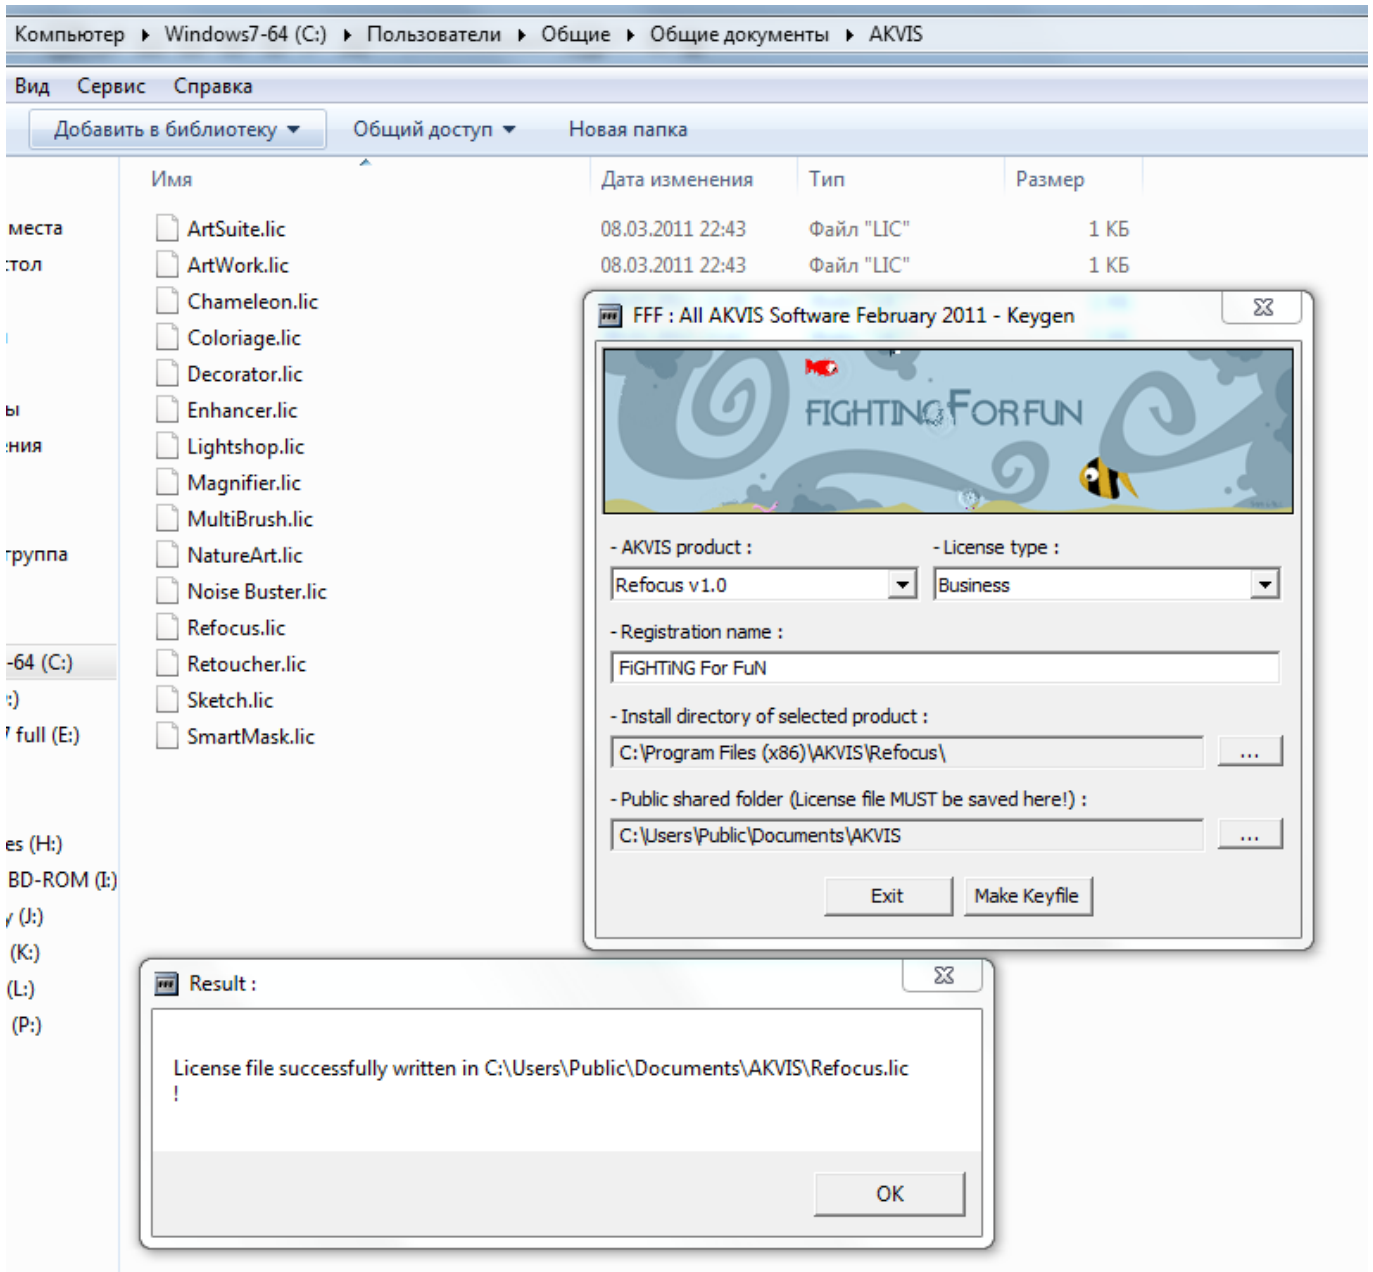 Компьютер ▸ Windows7-64 (C:) ▸ Пользователи ▸ Общие ▸ Общие документы ▸ AKVIS
Вид Сервис Справка
Добавить в библиотеку Общий доступ Новая папка
Имя Дата изменения Тип Размер
места
тол
ы
ения
группа
-64 (C:)
:)
7 full (E:)
es (H:)
BD-ROM (I:)
y (J:)
(K:)
(L:)
(P:)
ArtSuite.lic 08.03.2011 22:43 Файл "LIC" 1 КБ
ArtWork.lic 08.03.2011 22:43 Файл "LIC" 1 КБ
Chameleon.lic
Coloriage.lic
Decorator.lic
Enhancer.lic
Lightshop.lic
Magnifier.lic
MultiBrush.lic
NatureArt.lic
Noise Buster.lic
Refocus.lic
Retoucher.lic
Sketch.lic
SmartMask.lic
FFF : All AKVIS Software February 2011 - Keygen
FIGHTING FOR FUN
- AKVIS product : - License type :
Refocus v1.0 Business
- Registration name :
FiGHTiNG For FuN
- Install directory of selected product :
C:\Program Files (x86)\AKVIS\Refocus\ ...
- Public shared folder (License file MUST be saved here!) :
C:\Users\Public\Documents\AKVIS ...
Exit Make Keyfile
Result :
License file successfully written in C:\Users\Public\Documents\AKVIS\Refocus.lic
!
OK